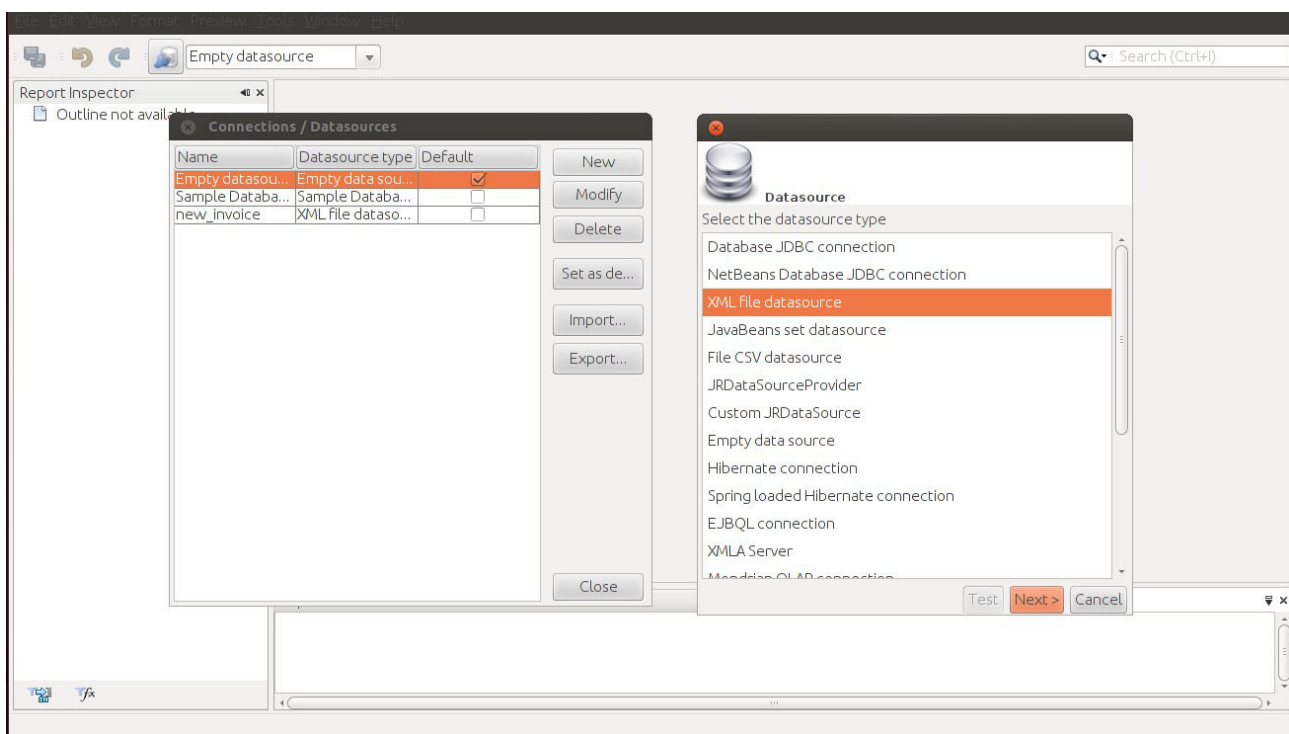 File Edit View Format Preview Tools Window Help
Empty datasource
Search (Ctrl+I)
Report Inspector
Outline not available
Connections / Datasources
Name Datasource type Default
Empty datasou... Empty data sou...
Sample Databa... Sample Databa...
new_invoice XML file dataso...
New
Modify
Delete
Set as de...
Import...
Export...
Close
Datasource
Select the datasource type
Database JDBC connection
NetBeans Database JDBC connection
XML file datasource
JavaBeans set datasource
File CSV datasource
JRDataSourceProvider
Custom JRDataSource
Empty data source
Hibernate connection
Spring loaded Hibernate connection
EJBQL connection
XMLA Server
Mondrian OLAP connection
Test Next > Cancel